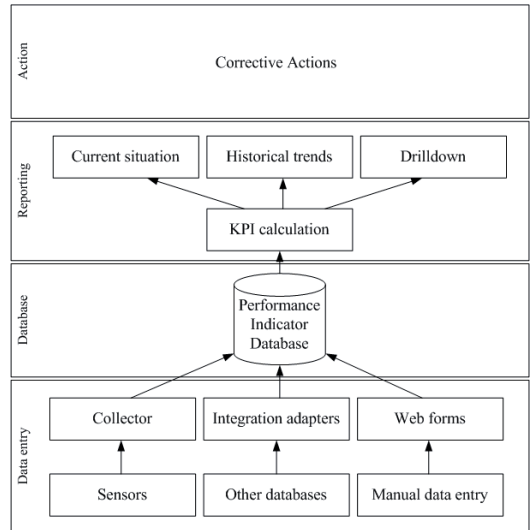 Action
Corrective Actions
Reporting
Current situation
Historical trends
Drilldown
KPI calculation
Database
Performance
Indicator
Database
Data entry
Collector
Integration adapters
Web forms
Sensors
Other databases
Manual data entry